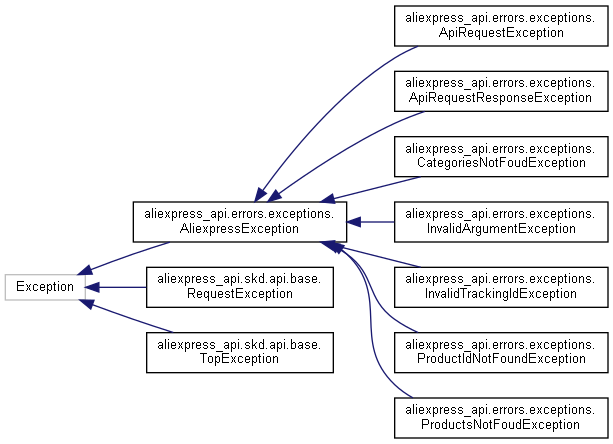 aliexpress_api.errors.exceptions.
ApiRequestException
aliexpress_api.errors.exceptions.
ApiRequestResponseException
aliexpress_api.errors.exceptions.
CategoriesNotFoudException
aliexpress_api.errors.exceptions.
AliexpressException
aliexpress_api.errors.exceptions.
InvalidArgumentException
Exception
aliexpress_api.skd.api.base.
RequestException
aliexpress_api.errors.exceptions.
InvalidTrackingIdException
aliexpress_api.skd.api.base.
TopException
aliexpress_api.errors.exceptions.
ProductIdNotFoundException
aliexpress_api.errors.exceptions.
ProductsNotFoudException